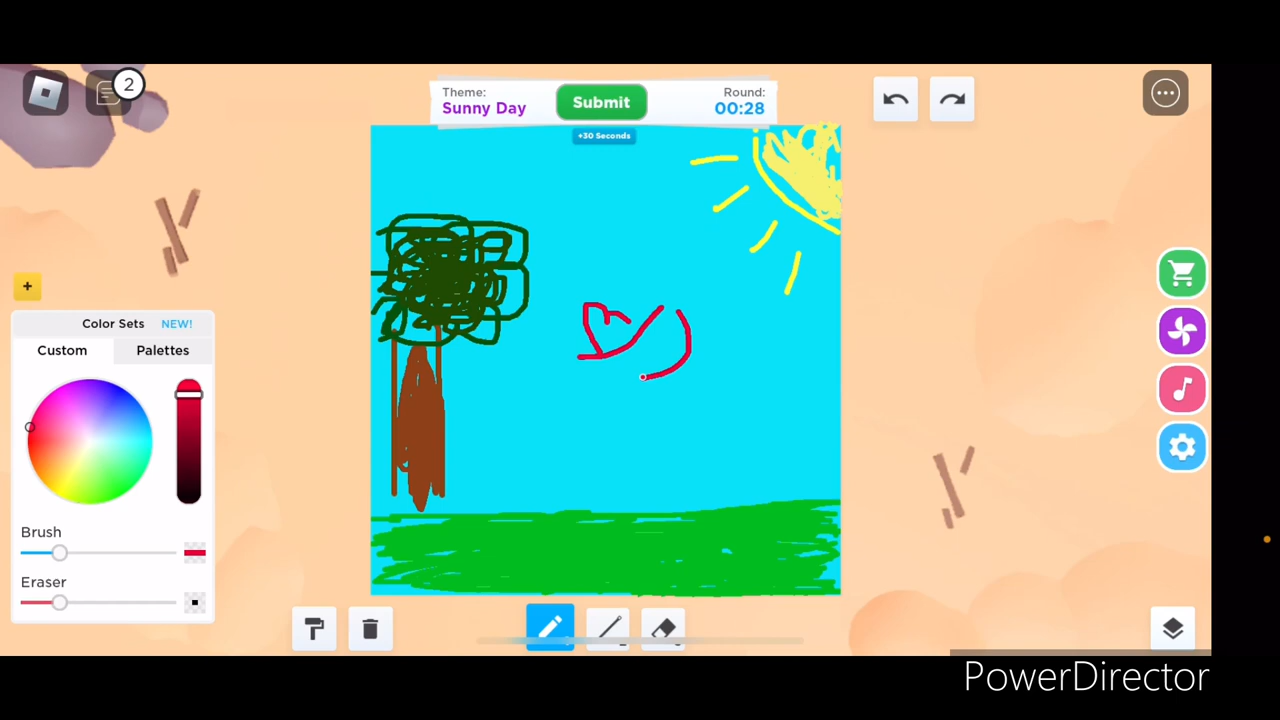 2
Theme:
Sunny Day
Submit
Round:
00:28
+30 Seconds
+
Color Sets NEW!
Custom
Palettes
Brush
Eraser
PowerDirector